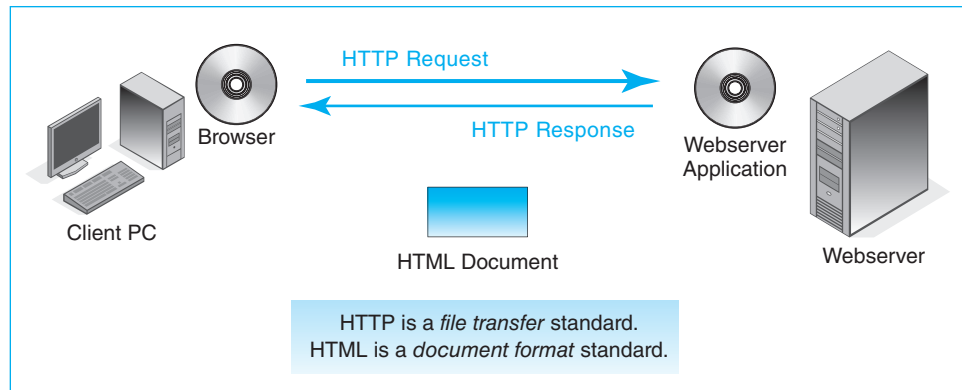 HTTP Request
HTTP Response
Browser
Webserver
Application
Client PC
HTML Document
Webserver
HTTP is a file transfer standard.
HTML is a document format standard.